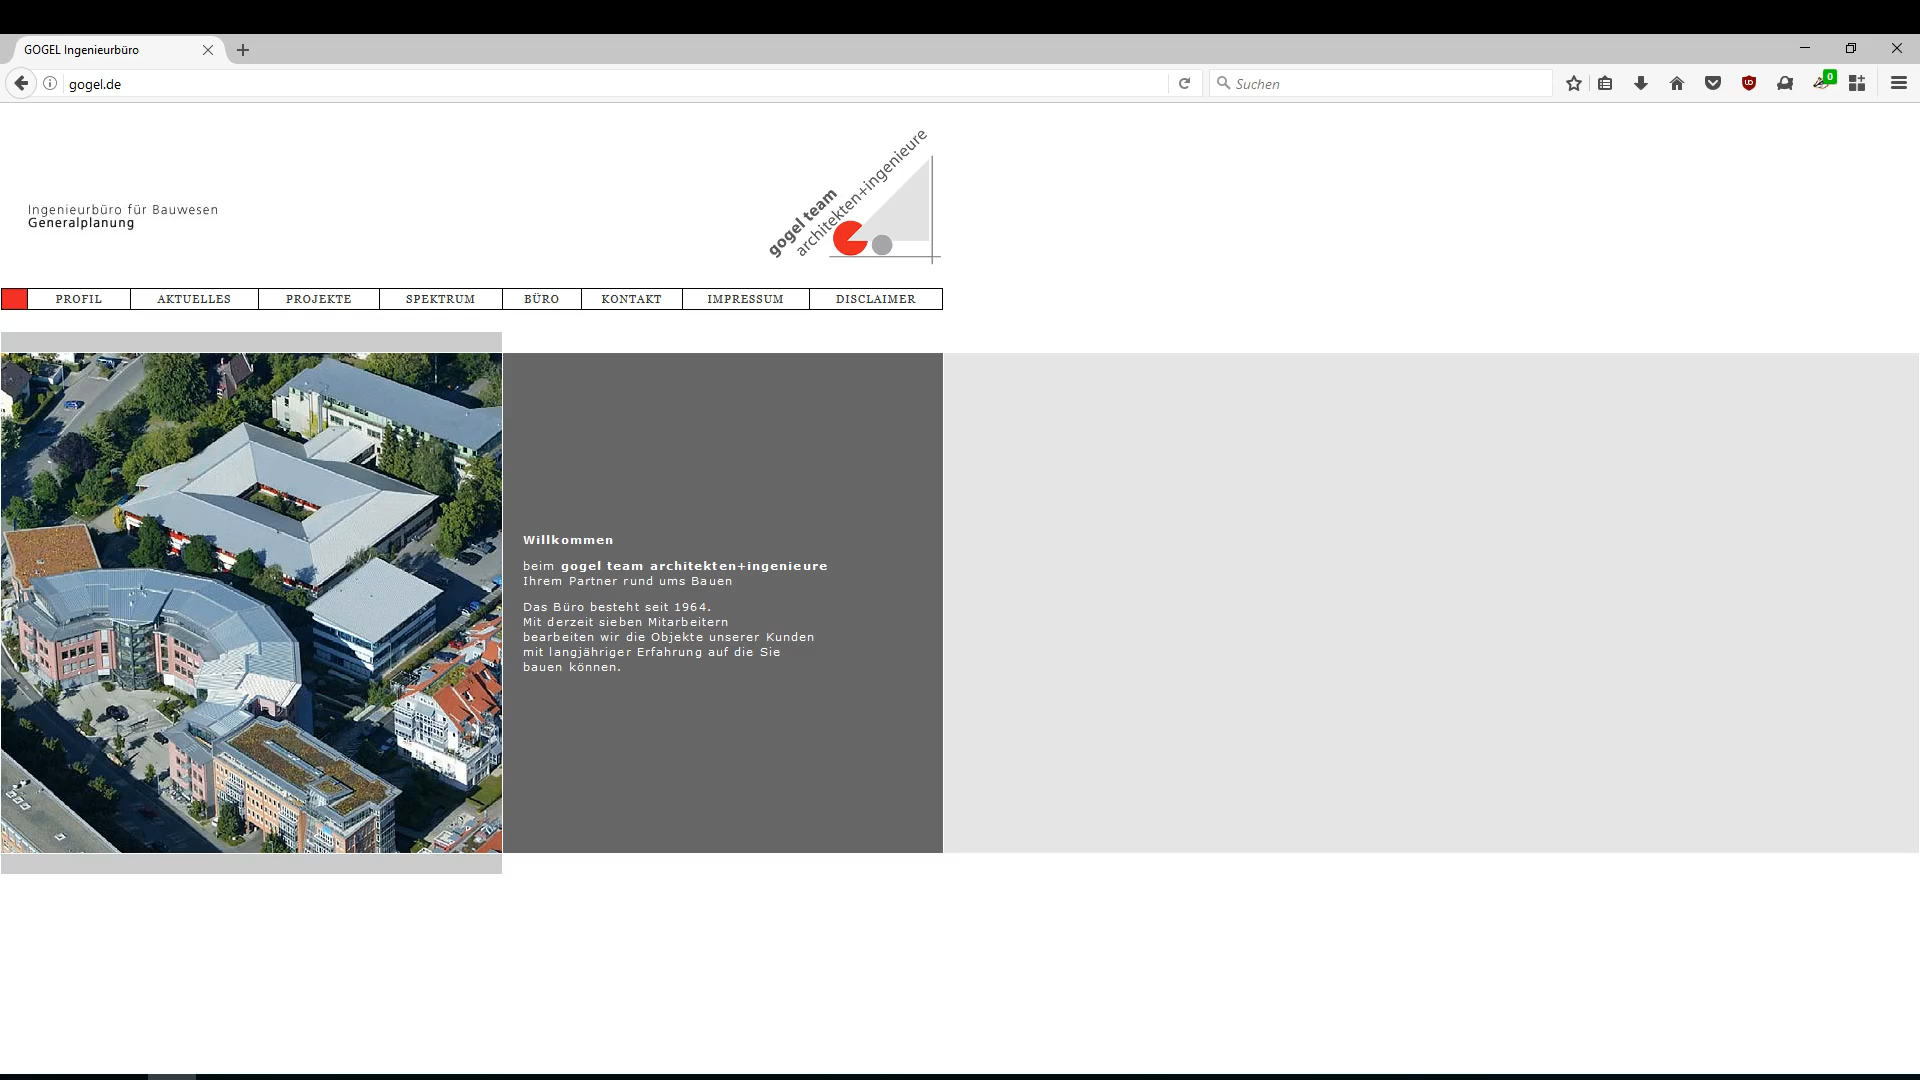 GOGEL Ingenieurbüro
gogel.de
Suchen
0
gogel team
architekten+ingenieure
Ingenieurbüro für Bauwesen
Generalplanung
PROFIL
AKTUELLES
PROJEKTE
SPEKTRUM
BÜRO
KONTAKT
IMPRESSUM
DISCLAIMER
Willkommen
beim gogel team architekten+ingenieure
Ihrem Partner rund ums Bauen
Das Büro besteht seit 1964.
Mit derzeit sieben Mitarbeitern
bearbeiten wir die Objekte unserer Kunden
mit langjähriger Erfahrung auf die Sie
bauen können.